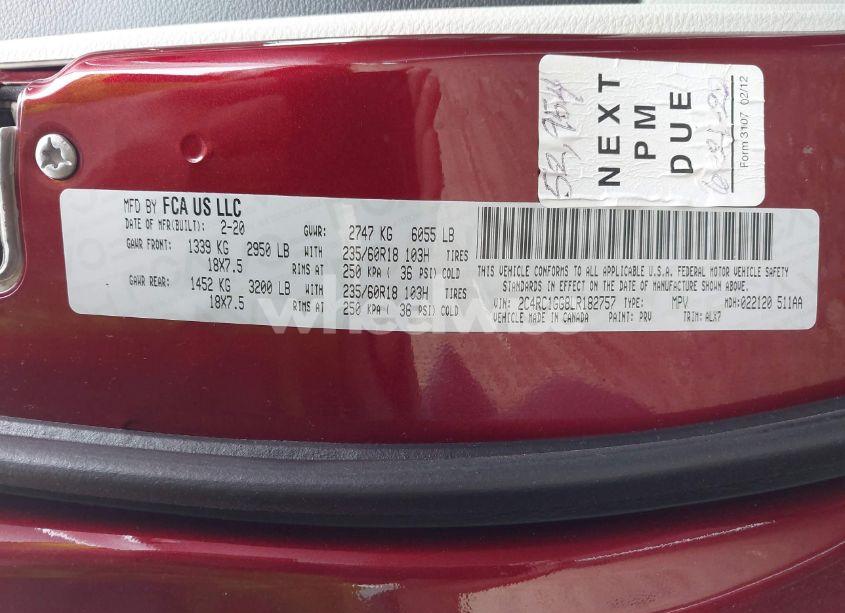 NEXT
PM
DUE
Form 3107 02/12
MFD BY FCA US LLC
DATE OF MFR(BUILT): 2-20 GVWR: 2747 KG 6055 LB
GAWR FRONT: 1339 KG 2950 LB WITH 235/60R18 103H TIRES
18X7.5 RIMS AT 250 KPA ( 36 PSI) COLD
GAWR REAR: 1452 KG 3200 LB WITH 235/60R18 103H TIRES
18X7.5 RIMS AT 250 KPA ( 36 PSI) COLD
THIS VEHICLE CONFORMS TO ALL APPLICABLE U.S.A. FEDERAL MOTOR VEHICLE SAFETY
STANDARDS IN EFFECT ON THE DATE OF MANUFACTURE SHOWN ABOVE.
VIN: 2C4RC1GG8LR182757 TYPE: MPV MDH:022120 511AA
VEHICLE MADE IN CANADA PAINT: PRV TRIM: ALX7